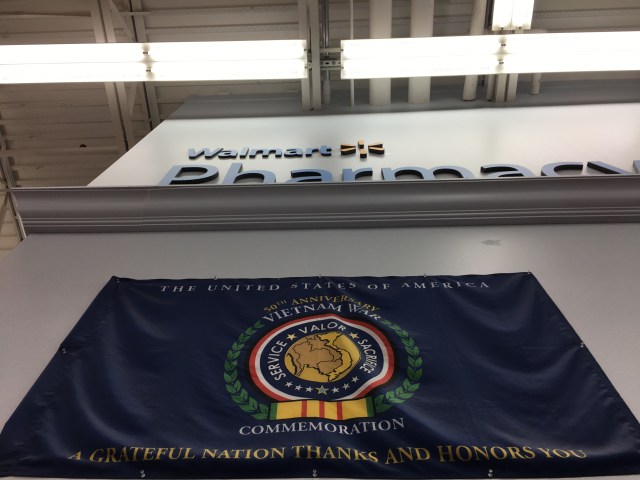 Walmart
Pharmacy
THE UNITED STATES OF AMERICA
50TH ANNIVERSARY
VIETNAM WAR
SERVICE VALOR SACRIFICE
COMMEMORATION
A GRATEFUL NATION THANKS AND HONORS YOU